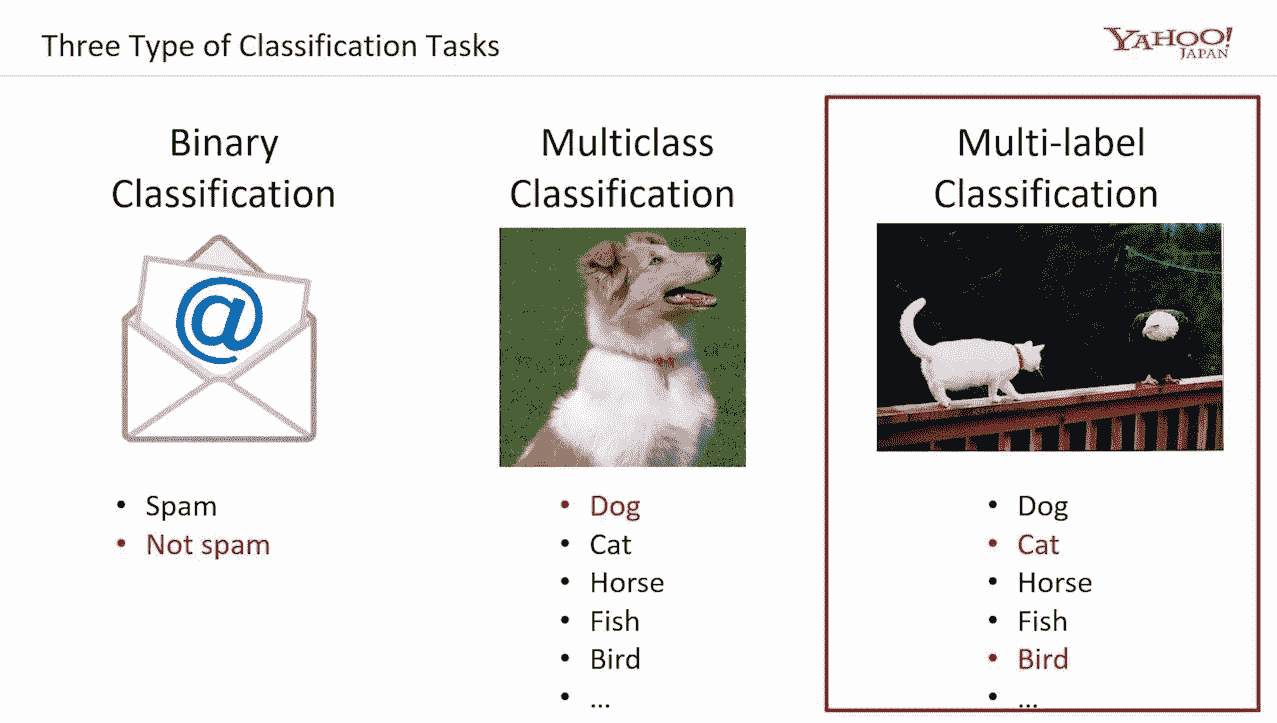 Three Type of Classification Tasks
YAHOO!
JAPAN
Binary
Classification
@
• Spam
• Not spam
Multiclass
Classification
• Dog
• Cat
• Horse
• Fish
• Bird
• ...
Multi-label
Classification
• Dog
• Cat
• Horse
• Fish
• Bird
• ...